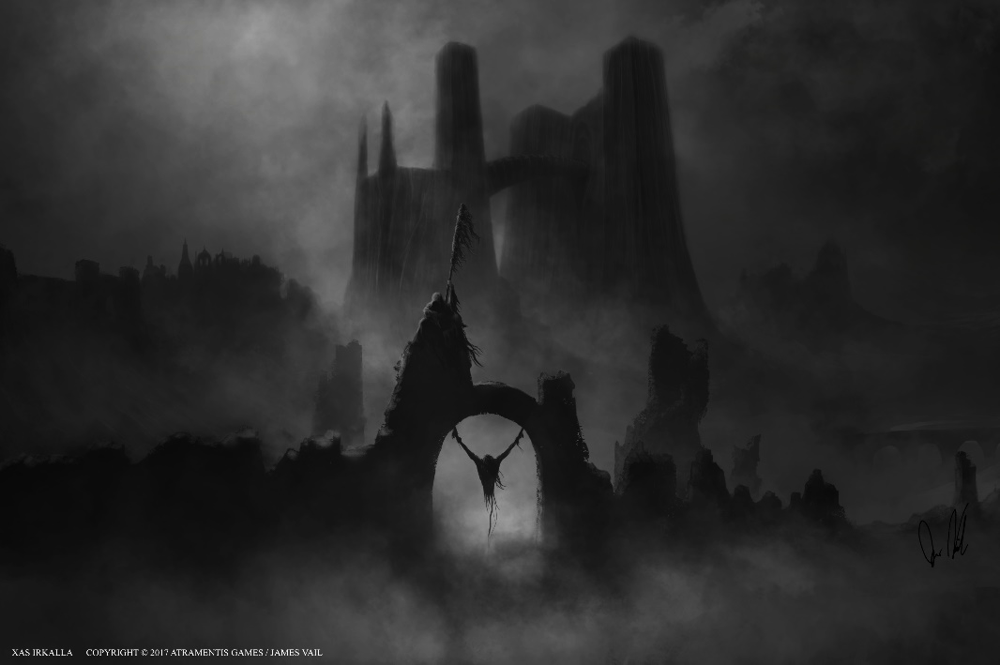 XAS IRKALLA COPYRIGHT © 2017 ATRAMENTIS GAMES / JAMES VAIL